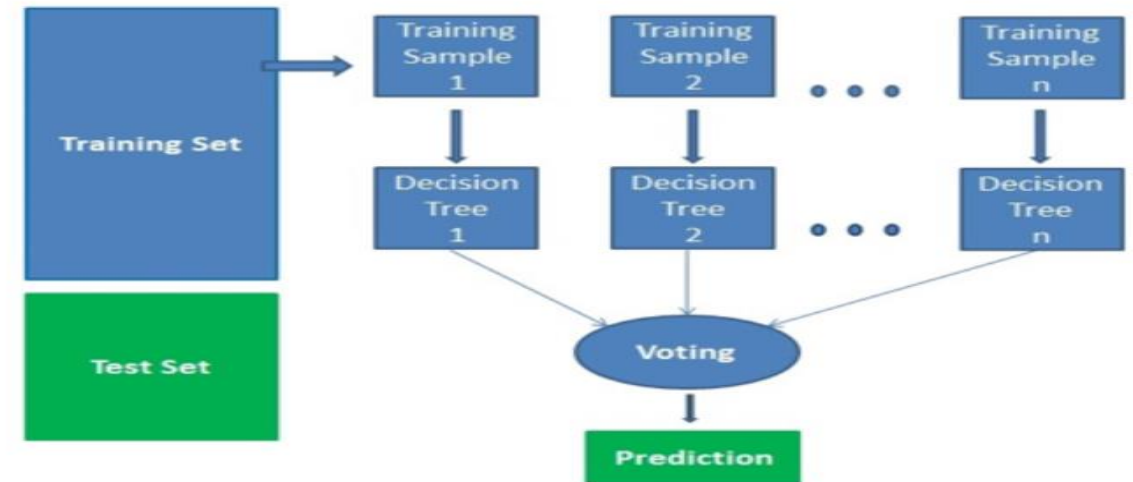 Training Set
Test Set
Training
Sample
1
Training
Sample
2
Training
Sample
n
Decision
Tree
1
Decision
Tree
2
Decision
Tree
n
Voting
Prediction